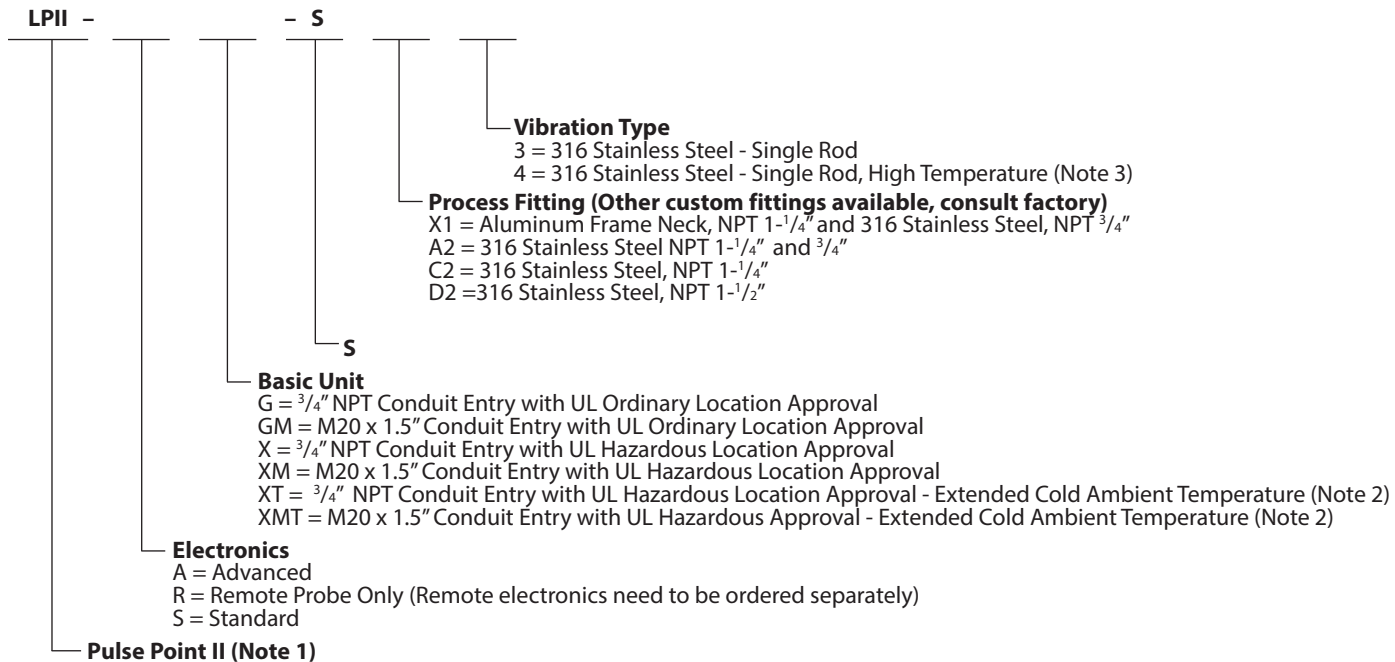 LPII – – S
Vibration Type
3 = 316 Stainless Steel - Single Rod
4 = 316 Stainless Steel - Single Rod, High Temperature (Note 3)
Process Fitting (Other custom fittings available, consult factory)
X1 = Aluminum Frame Neck, NPT 1-1/4" and 316 Stainless Steel, NPT 3/4"
A2 = 316 Stainless Steel NPT 1-1/4" and 3/4"
C2 = 316 Stainless Steel, NPT 1-1/4"
D2 =316 Stainless Steel, NPT 1-1/2"
S
Basic Unit
G = 3/4" NPT Conduit Entry with UL Ordinary Location Approval
GM = M20 x 1.5" Conduit Entry with UL Ordinary Location Approval
X = 3/4" NPT Conduit Entry with UL Hazardous Location Approval
XM = M20 x 1.5" Conduit Entry with UL Hazardous Location Approval
XT = 3/4" NPT Conduit Entry with UL Hazardous Location Approval - Extended Cold Ambient Temperature (Note 2)
XMT = M20 x 1.5" Conduit Entry with UL Hazardous Approval - Extended Cold Ambient Temperature (Note 2)
Electronics
A = Advanced
R = Remote Probe Only (Remote electronics need to be ordered separately)
S = Standard
Pulse Point II (Note 1)